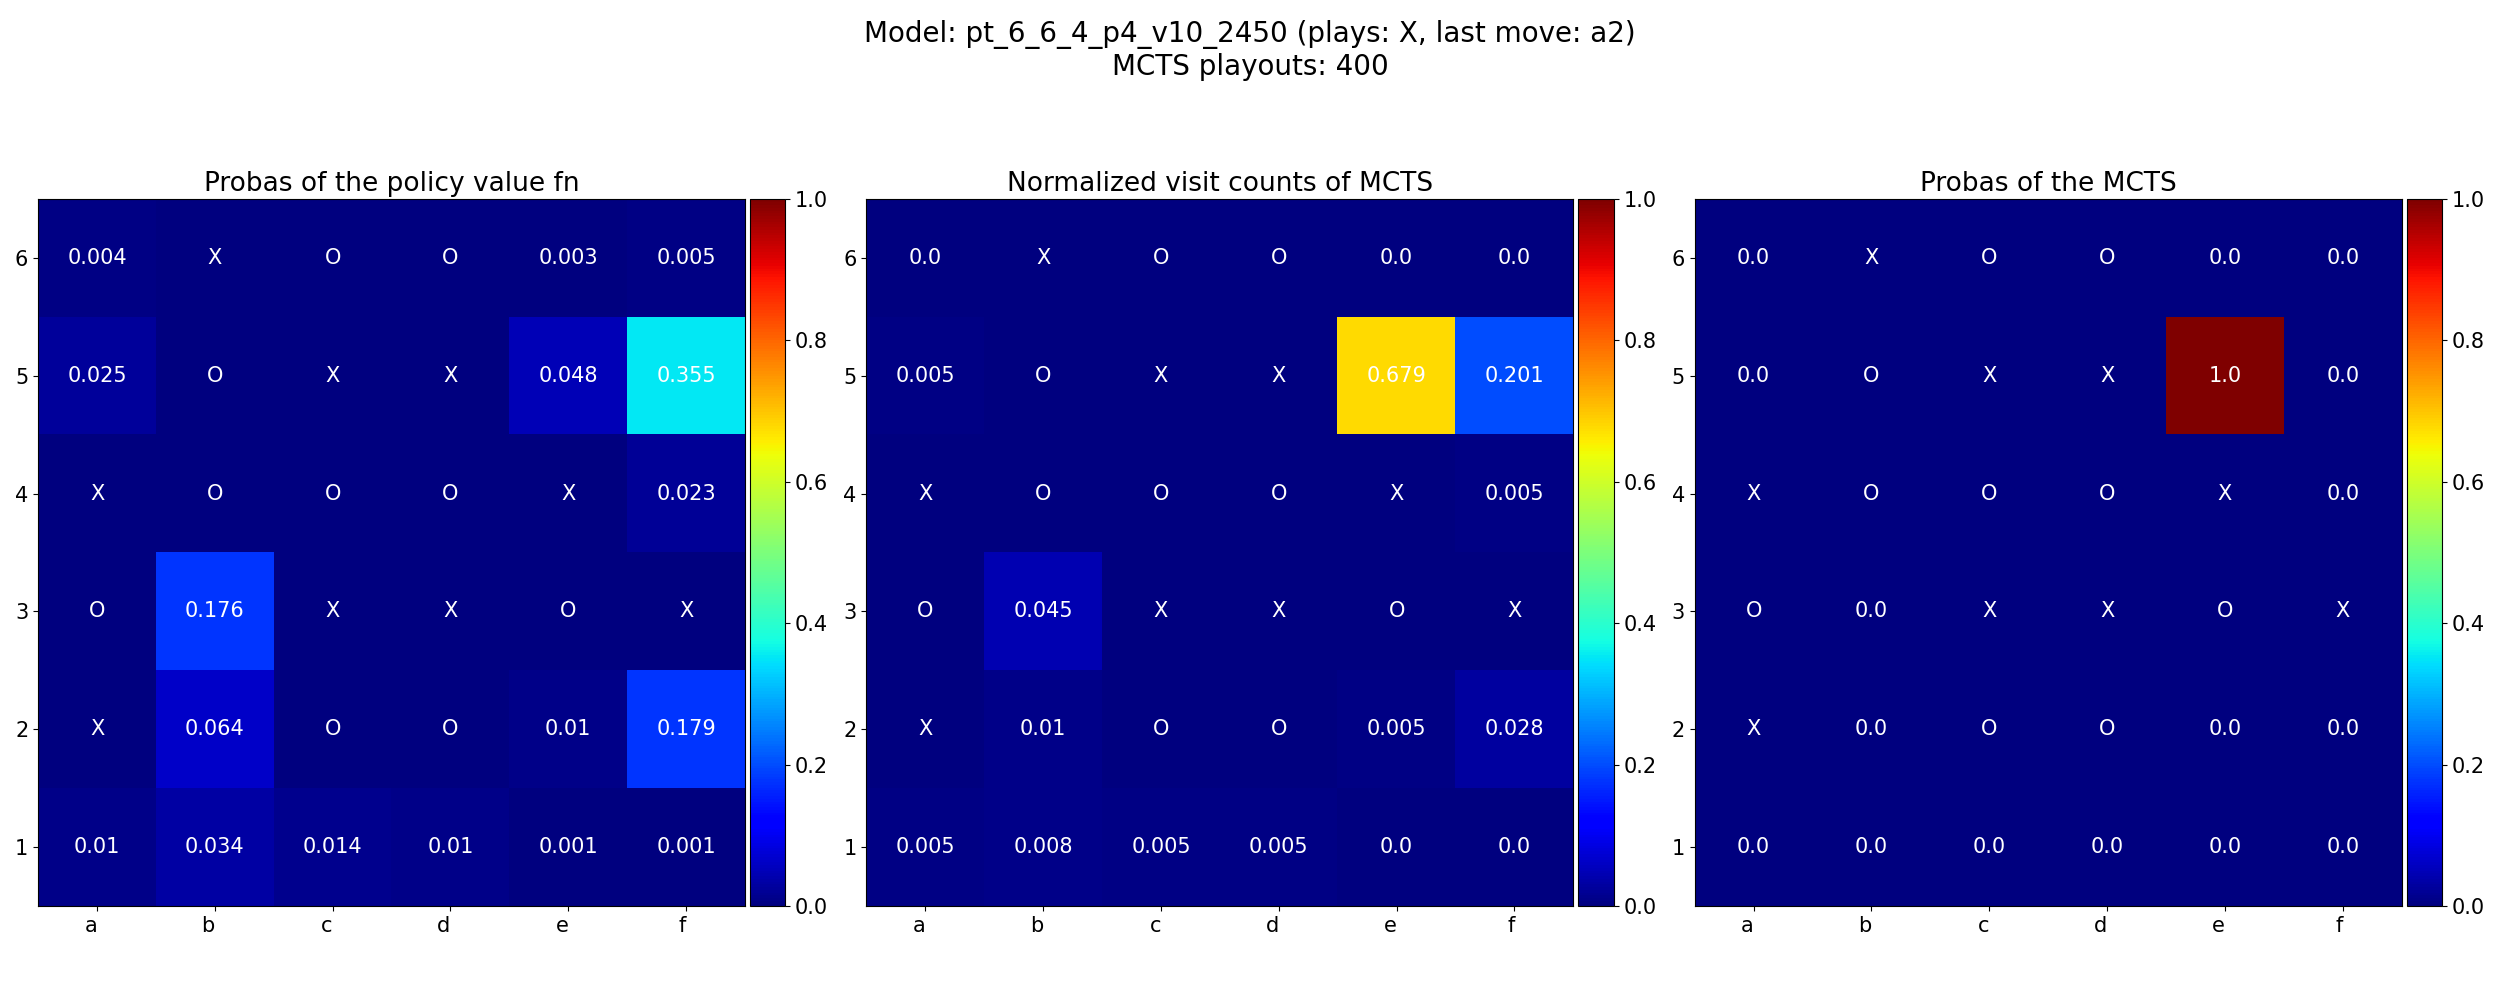 Model: pt_6_6_4_p4_v10_2450 (plays: X, last move: a2)
MCTS playouts: 400
Probas of the policy value fn
1.0
0.8
0.6
0.4
0.2
0.0
6 0.004 X O O 0.003 0.005
5 0.025 O X X 0.048 0.355
4 X O O O X 0.023
3 O 0.176 X X O X
2 X 0.064 O O 0.01 0.179
1 0.01 0.034 0.014 0.01 0.001 0.001
a b c d e f
Normalized visit counts of MCTS
1.0
0.8
0.6
0.4
0.2
0.0
6 0.0 X O O 0.0 0.0
5 0.005 O X X 0.679 0.201
4 X O O O X 0.005
3 O 0.045 X X O X
2 X 0.01 O O 0.005 0.028
1 0.005 0.008 0.005 0.005 0.0 0.0
a b c d e f
Probas of the MCTS
1.0
0.8
0.6
0.4
0.2
0.0
6 0.0 X O O 0.0 0.0
5 0.0 O X X 1.0 0.0
4 X O O O X 0.0
3 O 0.0 X X O X
2 X 0.0 O O 0.0 0.0
1 0.0 0.0 0.0 0.0 0.0 0.0
a b c d e f